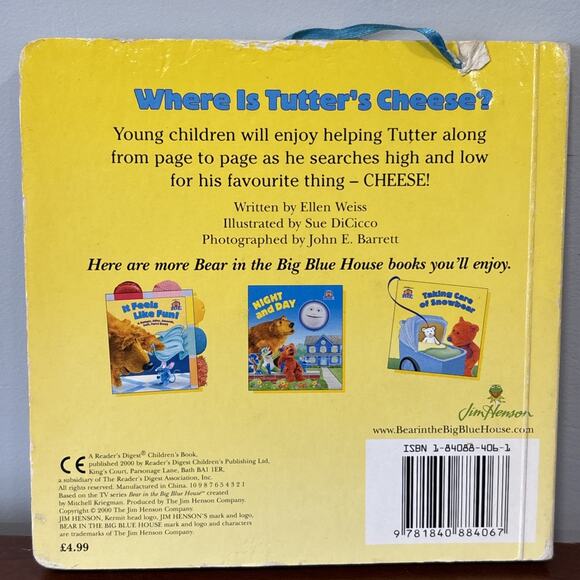 Where Is Tutter's Cheese?
Young children will enjoy helping Tutter along
from page to page as he searches high and low
for his favourite thing – CHEESE!
Written by Ellen Weiss
Illustrated by Sue DiCicco
Photographed by John E. Barrett
Here are more Bear in the Big Blue House books you'll enjoy.
It Feels
Like Fun!
NIGHT
and DAY
Taking Care
of Snowbear
Jim Henson
www.BearintheBigBlueHouse.com
ISBN 1-84088-406-1
CE
A Reader's Digest® Children's Book,
published 2000 by Reader's Digest Children's Publishing Ltd,
King's Court, Parsonage Lane, Bath BA1 1ER,
a subsidiary of The Reader's Digest Association, Inc.
All rights reserved. Manufactured in China. 10 9 8 7 6 5 4 3 2 1
Based on the TV series Bear in the Big Blue House™ created
by Mitchell Kriegman. Produced by The Jim Henson Company.
Copyright © 2000 The Jim Henson Company.
JIM HENSON, Kermit head logo, JIM HENSON'S mark and logo,
BEAR IN THE BIG BLUE HOUSE mark and logo and characters
are trademarks of The Jim Henson Company.
£4.99
9 781840 884067